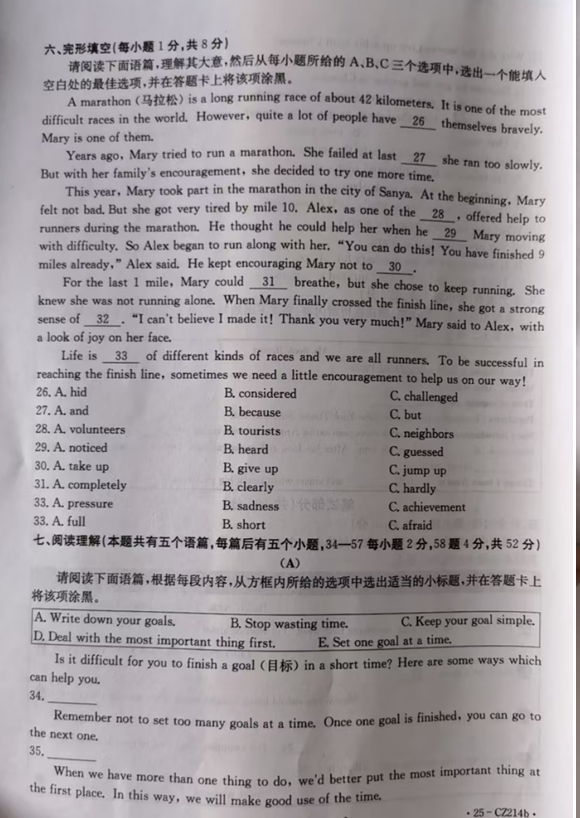 六、完形填空(每小题1分,共8分)
请阅读下面语篇,理解其大意,然后从每小题所给的 A、B、C三个选项中,选出一个能填入
空白处的最佳选项,并在答题卡上将该项涂黑。
A marathon (马拉松) is a long running race of about 42 kilometers. It is one of the most
difficult races in the world. However, quite a lot of people have 26 themselves bravely.
Mary is one of them.
Years ago, Mary tried to run a marathon. She failed at last 27 she ran too slowly.
But with her family's encouragement, she decided to try one more time.
This year, Mary took part in the marathon in the city of Sanya. At the beginning, Mary
felt not bad. But she got very tired by mile 10. Alex, as one of the 28 , offered help to
runners during the marathon. He thought he could help her when he 29 Mary moving
with difficulty. So Alex began to run along with her. “You can do this! You have finished 9
miles already,” Alex said. He kept encouraging Mary not to 30 .
For the last 1 mile, Mary could 31 breathe, but she chose to keep running. She
knew she was not running alone. When Mary finally crossed the finish line, she got a strong
sense of 32 . “I can't believe I made it! Thank you very much!” Mary said to Alex, with
a look of joy on her face.
Life is 33 of different kinds of races and we are all runners. To be successful in
reaching the finish line, sometimes we need a little encouragement to help us on our way!
26. A. hid B. considered C. challenged
27. A. and B. because C. but
28. A. volunteers B. tourists C. neighbors
29. A. noticed B. heard C. guessed
30. A. take up B. give up C. jump up
31. A. completely B. clearly C. hardly
33. A. pressure B. sadness C. achievement
33. A. full B. short C. afraid
七、阅读理解(本题共有五个语篇,每篇后有五个小题,34—57每小题2分,58题4分,共52分)
(A)
请阅读下面语篇,根据每段内容,从方框内所给的选项中选出适当的小标题,并在答题卡上
将该项涂黑。
A. Write down your goals. B. Stop wasting time. C. Keep your goal simple.
D. Deal with the most important thing first. E. Set one goal at a time.
Is it difficult for you to finish a goal (目标) in a short time? Here are some ways which
can help you.
34.
Remember not to set too many goals at a time. Once one goal is finished, you can go to
the next one.
35.
When we have more than one thing to do, we'd better put the most important thing at
the first place. In this way, we will make good use of the time.
·25－CZ214b·